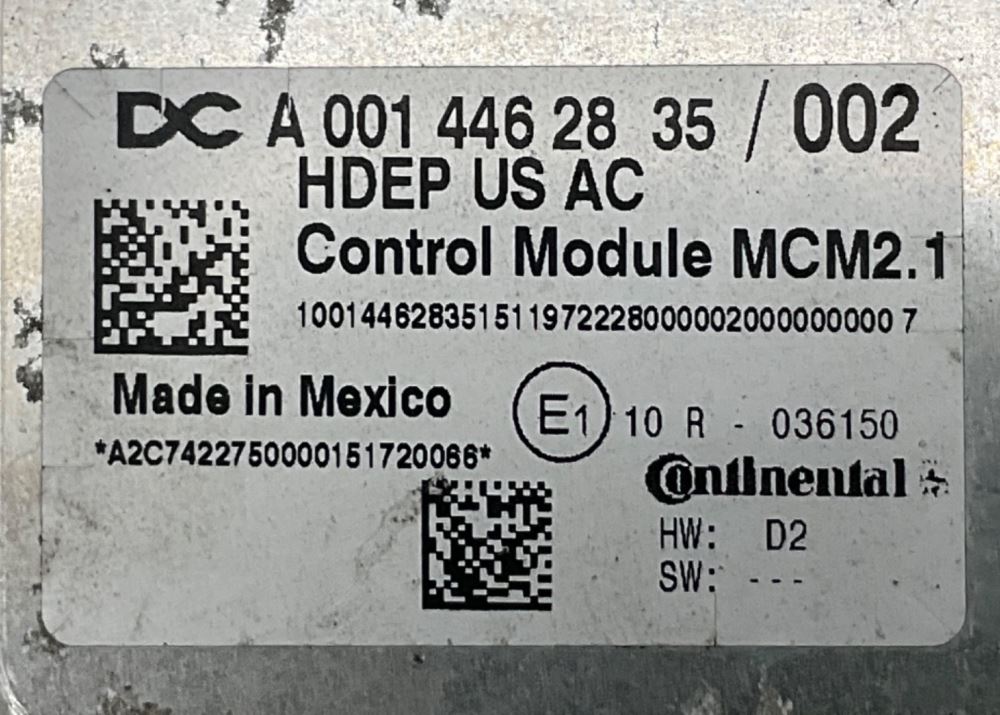 DC A 001 446 28 35 / 002
HDEP US AC
Control Module MCM2.1
10014462835151197222800000200000000 7
Made in Mexico
E1 10 R - 036150
*A2C7422750000151720066*
Continental
HW: D2
SW: ---